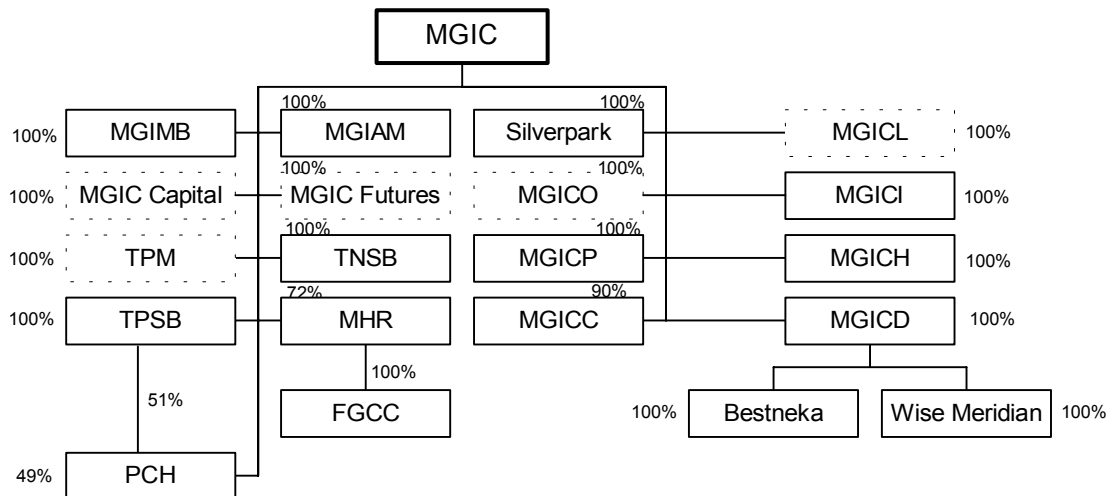 MGIC
100% 100%
100% MGIMB MGIAM Silverpark MGICL 100%
100% 100%
100% MGIC Capital MGIC Futures MGICO MGICI 100%
100% 100%
100% TPM TNSB MGICP MGICH 100%
72% 90%
100% TPSB MHR MGICC MGICD 100%
100%
51%
100% FGCC Bestneka Wise Meridian 100%
49% PCH